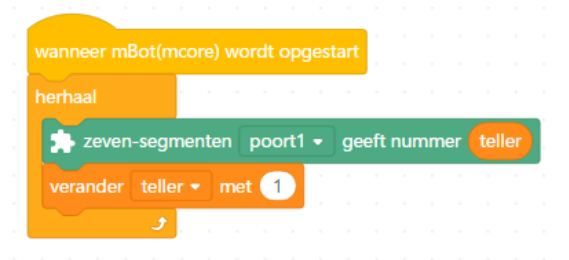 wanneer mBot(mcore) wordt opgestart
herhaal
zeven-segmenten poort1 geeft nummer teller
verander teller met 1